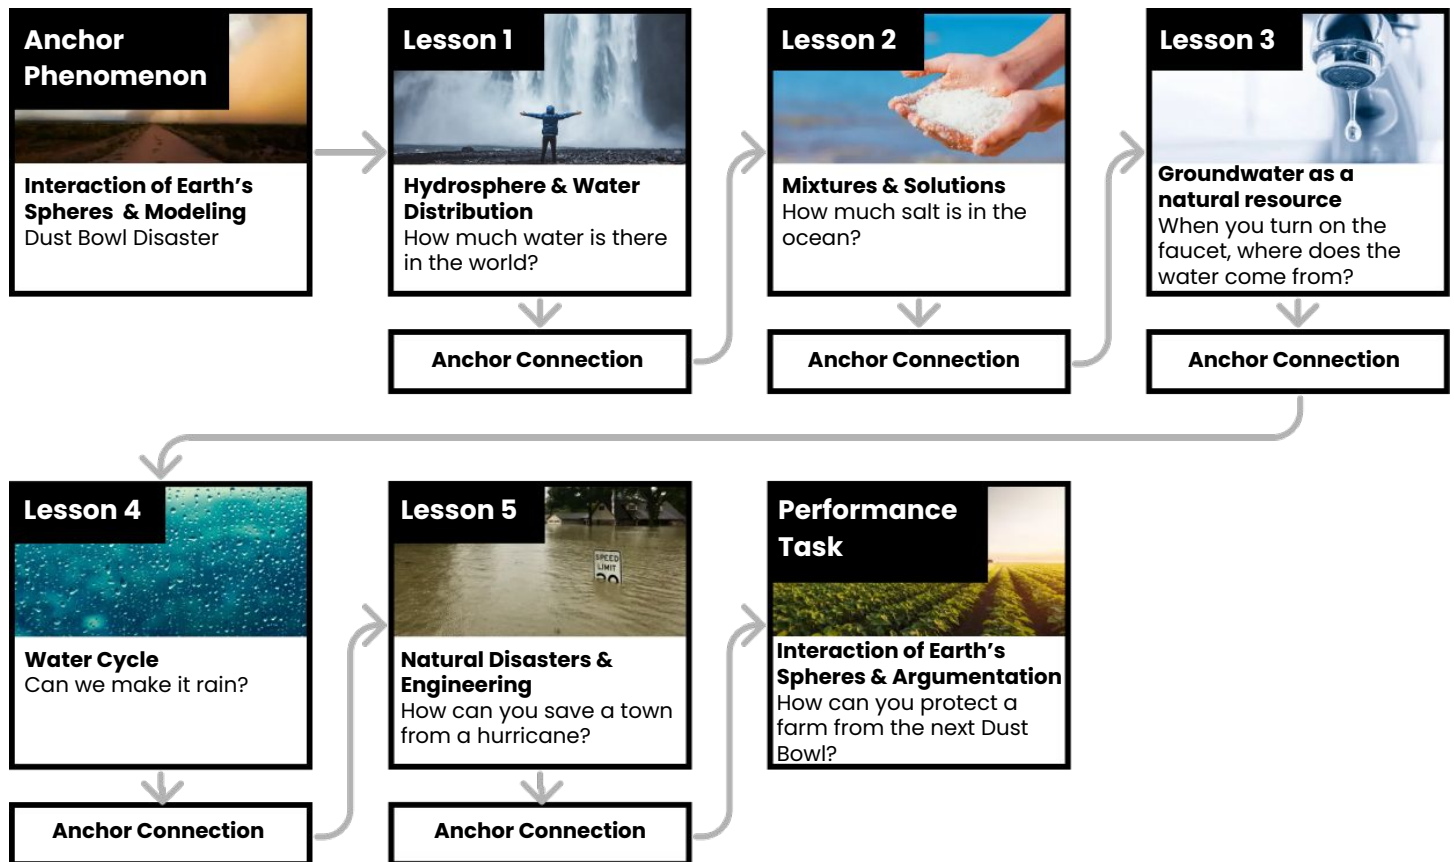 Anchor
Phenomenon
Interaction of Earth's
Spheres & Modeling
Dust Bowl Disaster
Lesson 1
Hydrosphere & Water
Distribution
How much water is there
in the world?
Anchor Connection
Lesson 2
Mixtures & Solutions
How much salt is in the
ocean?
Anchor Connection
Lesson 3
Groundwater as a
natural resource
When you turn on the
faucet, where does the
water come from?
Anchor Connection
Lesson 4
Water Cycle
Can we make it rain?
Anchor Connection
Lesson 5
SPEED
LIMIT
Natural Disasters &
Engineering
How can you save a town
from a hurricane?
Anchor Connection
Performance
Task
Interaction of Earth's
Spheres & Argumentation
How can you protect a
farm from the next Dust
Bowl?